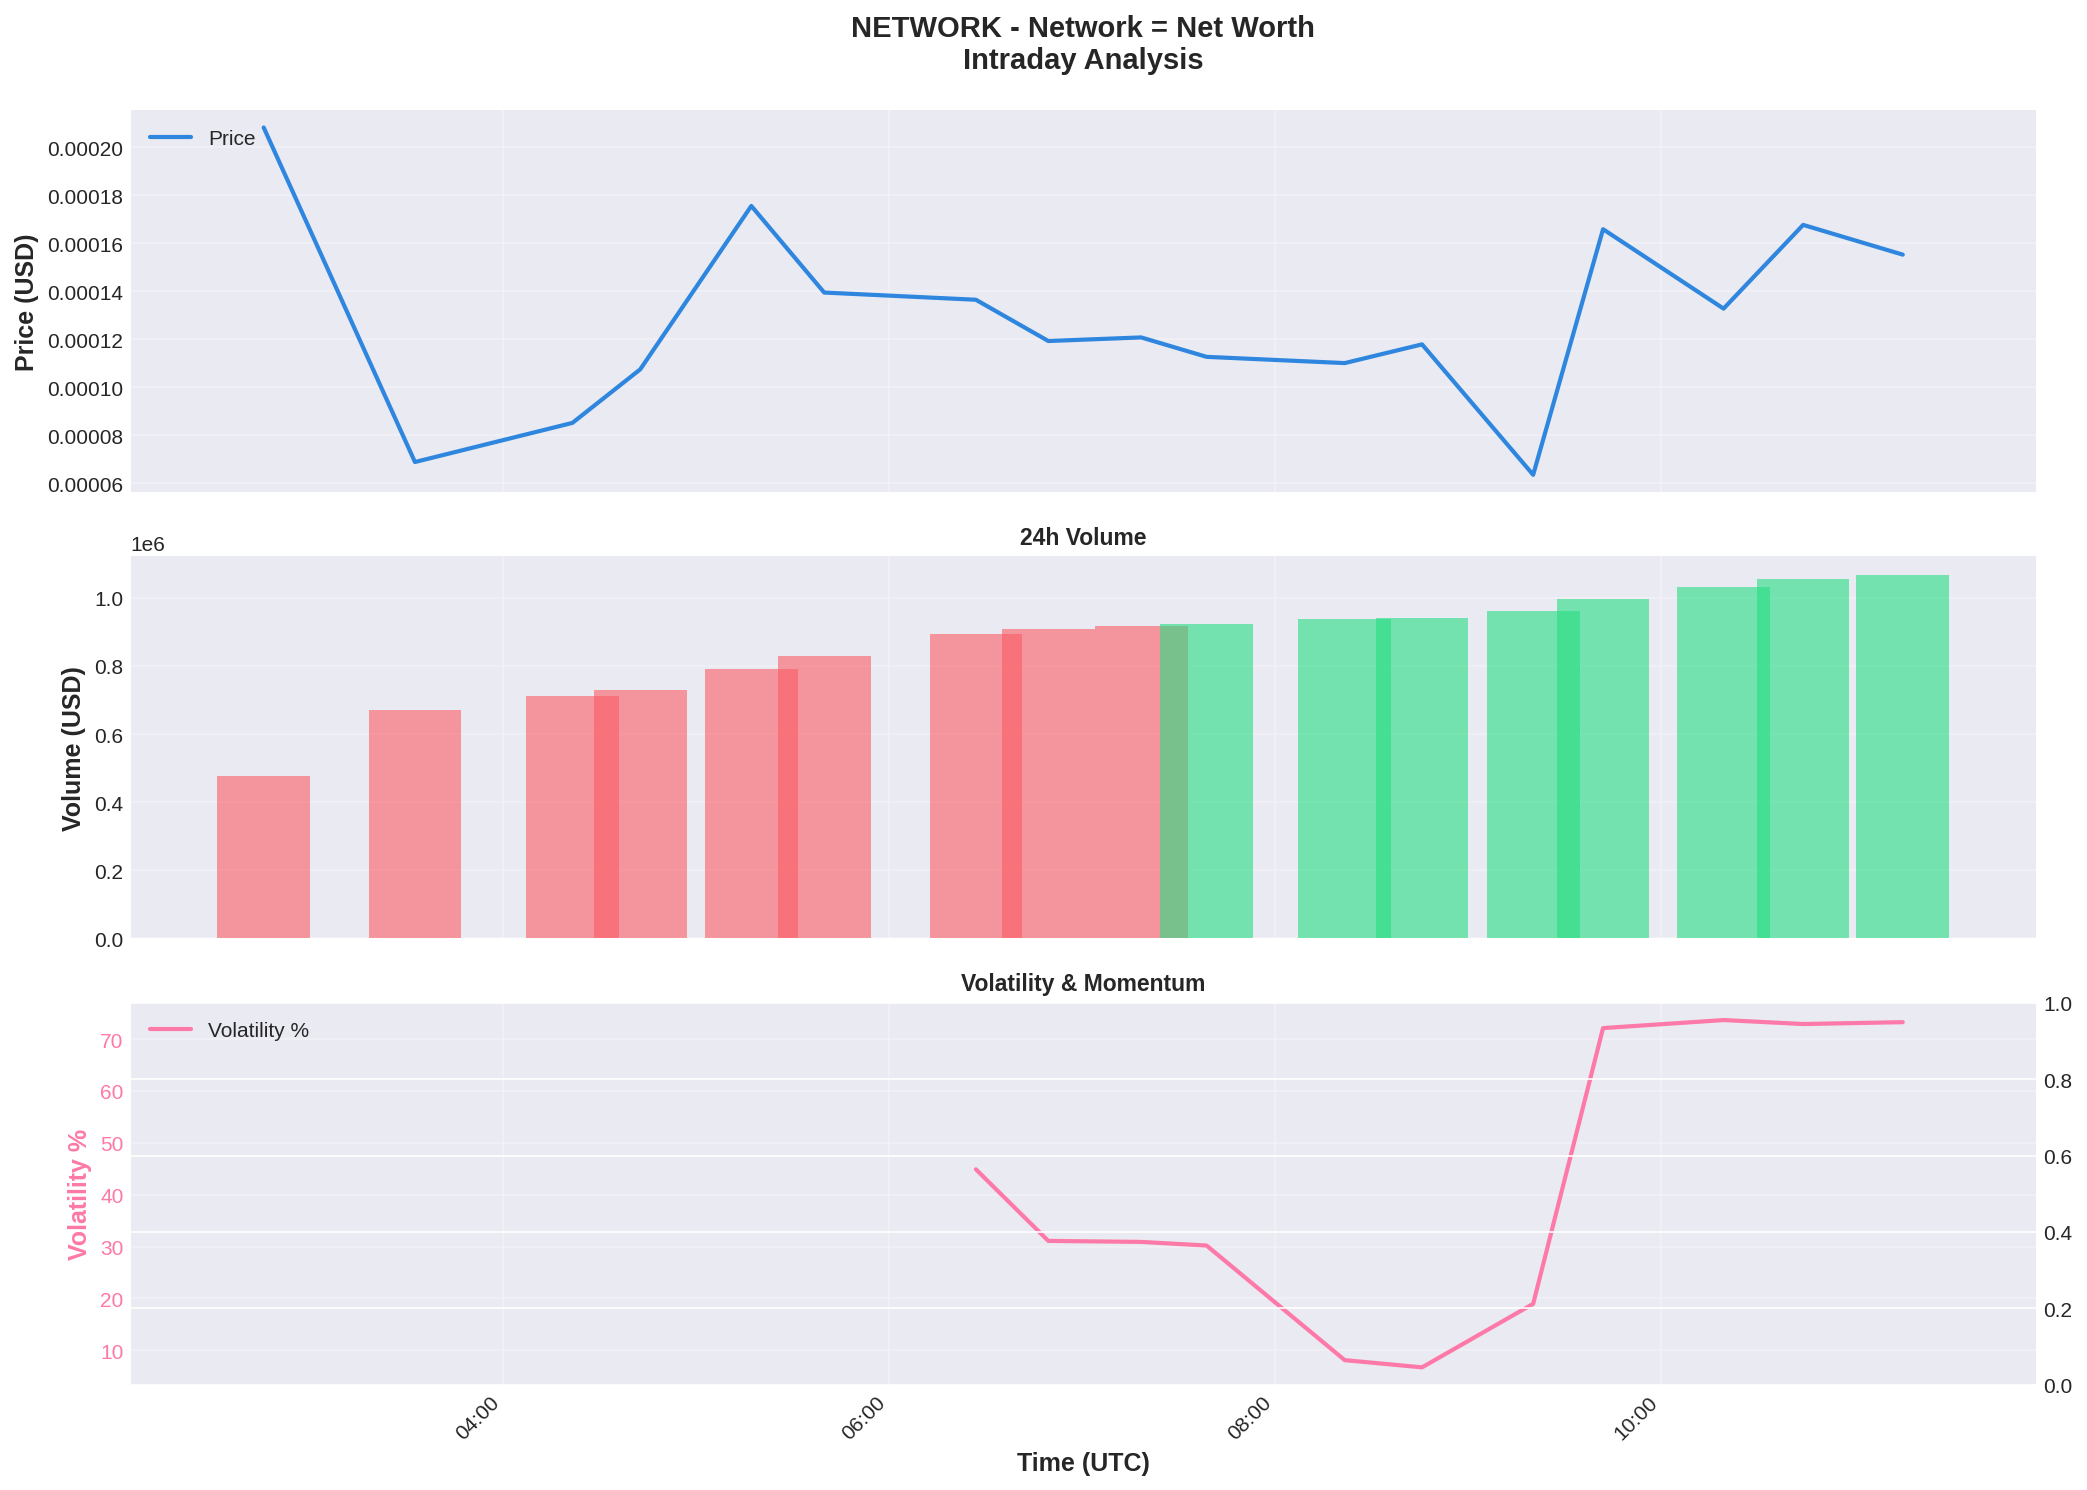 NETWORK - Network = Net Worth
Intraday Analysis
Price
0.00020
0.00018
0.00016
0.00014
0.00012
0.00010
0.00008
0.00006
Price (USD)
24h Volume
1e6
1.0
0.8
0.6
0.4
0.2
0.0
Volume (USD)
Volatility & Momentum
Volatility %
70
60
50
40
30
20
10
Volatility %
1.0
0.8
0.6
0.4
0.2
0.0
04:00
06:00
08:00
10:00
Time (UTC)